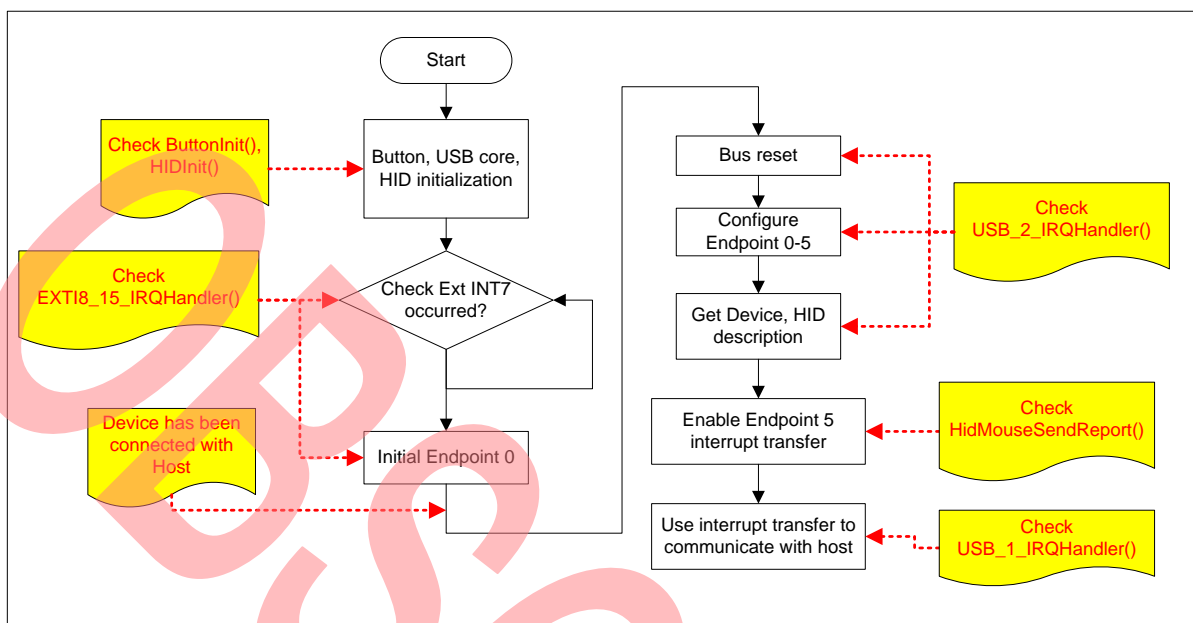 Start
Check ButtonInit(),
HIDInit()
Button, USB core,
HID initialization
Check
EXTI8_15_IRQHandler()
Check Ext INT7
occurred?
Device has been
connected with
Host
Initial Endpoint 0
Bus reset
Configure
Endpoint 0-5
Check
USB_2_IRQHandler()
Get Device, HID
description
Enable Endpoint 5
interrupt transfer
Check
HidMouseSendReport()
Use interrupt transfer to
communicate with host
Check
USB_1_IRQHandler()